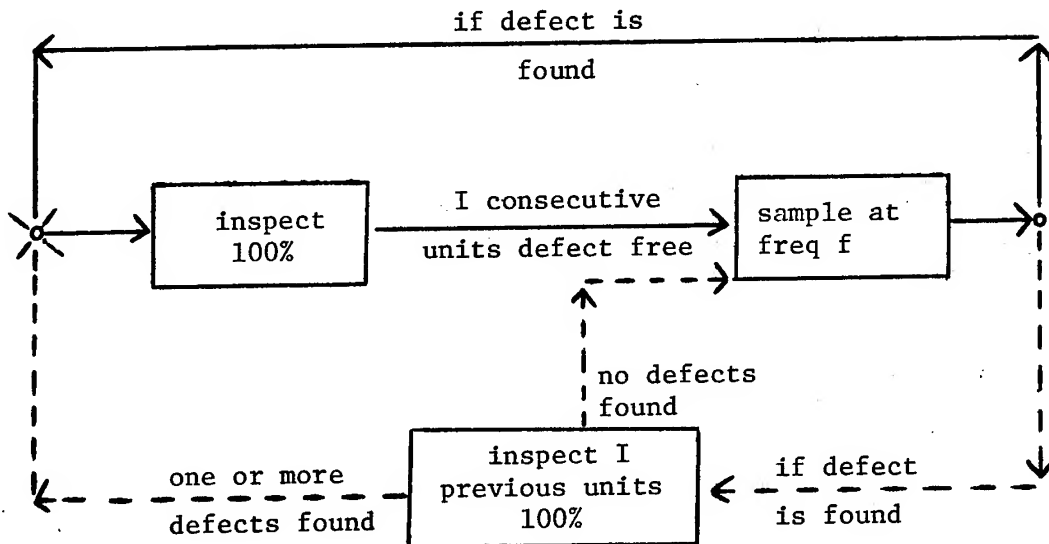 if defect is
found
inspect
100%
I consecutive
units defect free
sample at
freq f
no defects
found
one or more
defects found
inspect I
previous units
100%
if defect
is found